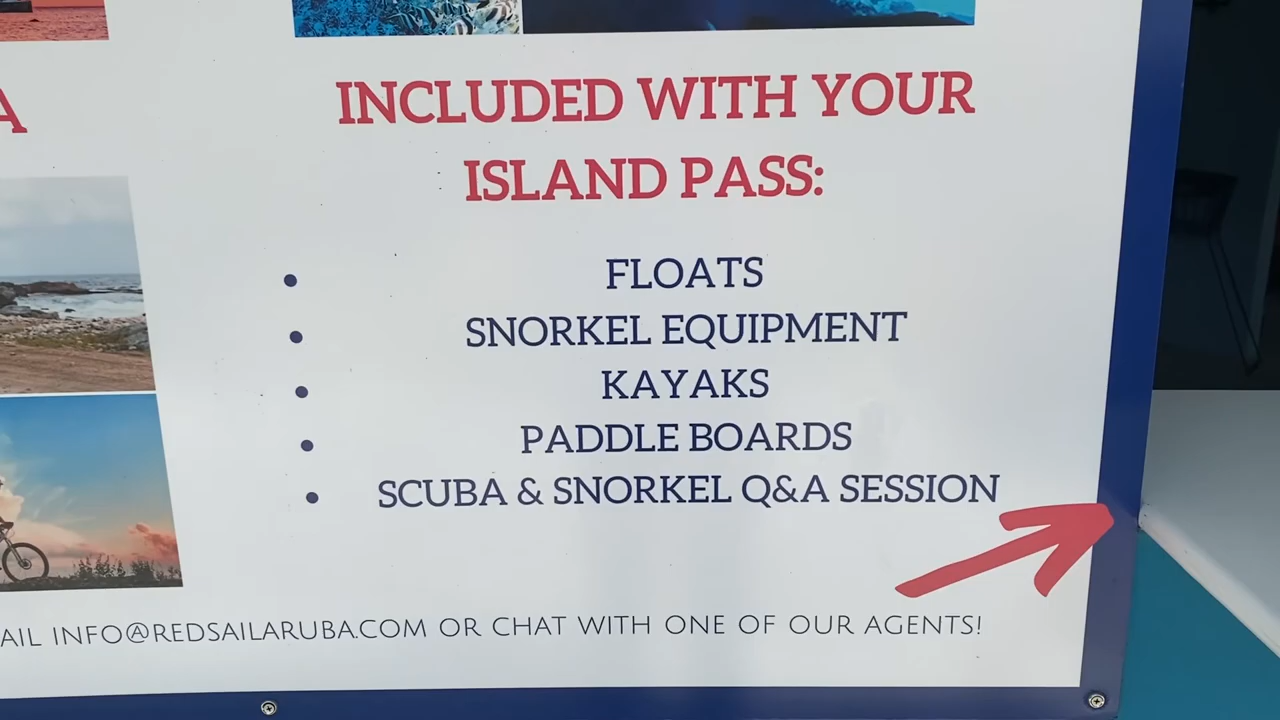 A
INCLUDED WITH YOUR
ISLAND PASS:
• FLOATS
• SNORKEL EQUIPMENT
• KAYAKS
• PADDLE BOARDS
• SCUBA & SNORKEL Q&A SESSION
AIL INFO@REDSAILARUBA.COM OR CHAT WITH ONE OF OUR AGENTS!